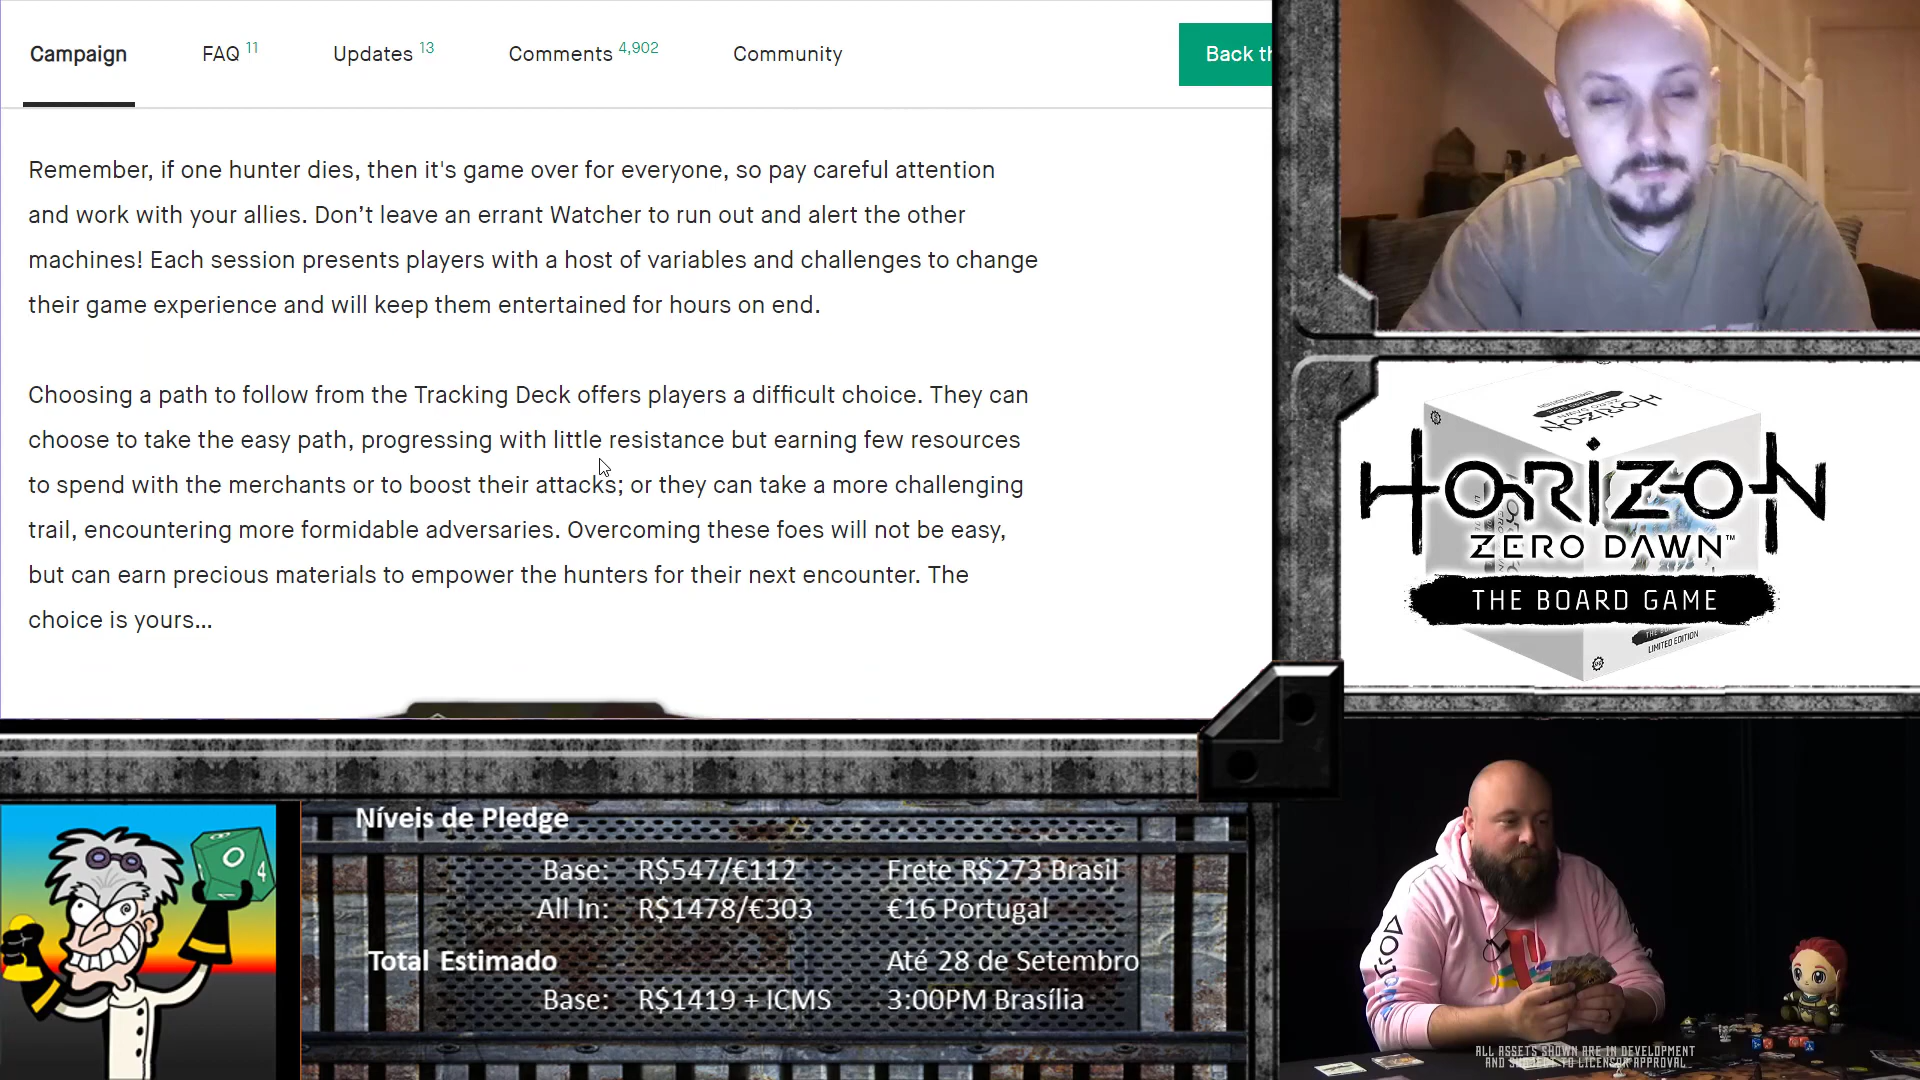 Campaign
FAQ 11
Updates 13
Comments 4,902
Community
Back th
Remember, if one hunter dies, then it's game over for everyone, so pay careful attention
and work with your allies. Don’t leave an errant Watcher to run out and alert the other
machines! Each session presents players with a host of variables and challenges to change
their game experience and will keep them entertained for hours on end.
Choosing a path to follow from the Tracking Deck offers players a difficult choice. They can
choose to take the easy path, progressing with little resistance but earning few resources
to spend with the merchants or to boost their attacks; or they can take a more challenging
trail, encountering more formidable adversaries. Overcoming these foes will not be easy,
but can earn precious materials to empower the hunters for their next encounter. The
choice is yours...
HORIZON
ZERO DAWN™
THE BOARD GAME
LIMITED EDITION
Níveis de Pledge
Base: R$547/€112 Frete R$273 Brasil
All In: R$1478/€303 €16 Portugal
Total Estimado Até 28 de Setembro
Base: R$1419 + ICMS 3:00PM Brasília
ALL ASSETS SHOWN ARE IN DEVELOPMENT
AND SUBJECT TO LICENSOR APPROVAL